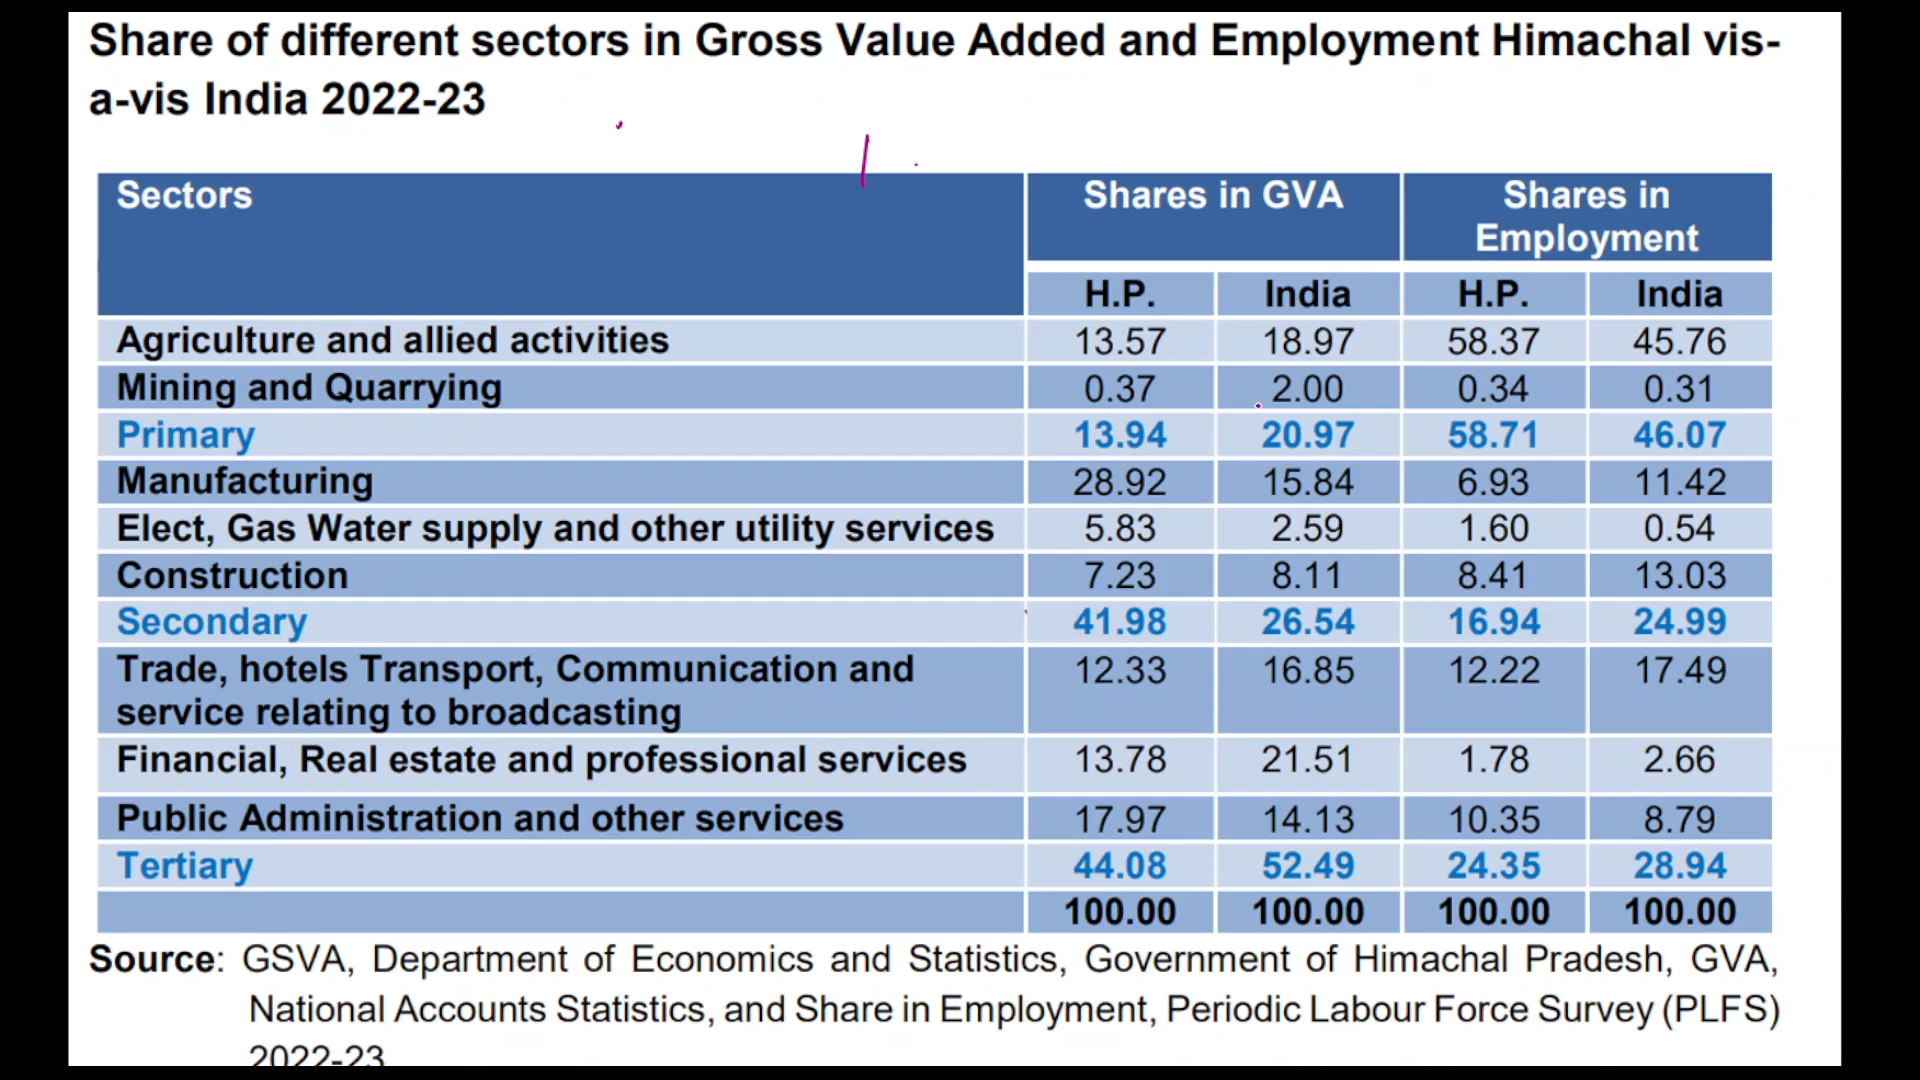 Share of different sectors in Gross Value Added and Employment Himachal vis-
a-vis India 2022-23
Sectors Shares in GVA Shares in
Employment
H.P. India H.P. India
Agriculture and allied activities 13.57 18.97 58.37 45.76
Mining and Quarrying 0.37 2.00 0.34 0.31
Primary 13.94 20.97 58.71 46.07
Manufacturing 28.92 15.84 6.93 11.42
Elect, Gas Water supply and other utility services 5.83 2.59 1.60 0.54
Construction 7.23 8.11 8.41 13.03
Secondary 41.98 26.54 16.94 24.99
Trade, hotels Transport, Communication and 12.33 16.85 12.22 17.49
service relating to broadcasting
Financial, Real estate and professional services 13.78 21.51 1.78 2.66
Public Administration and other services 17.97 14.13 10.35 8.79
Tertiary 44.08 52.49 24.35 28.94
100.00 100.00 100.00 100.00
Source: GSVA, Department of Economics and Statistics, Government of Himachal Pradesh, GVA,
National Accounts Statistics, and Share in Employment, Periodic Labour Force Survey (PLFS)
2022-23